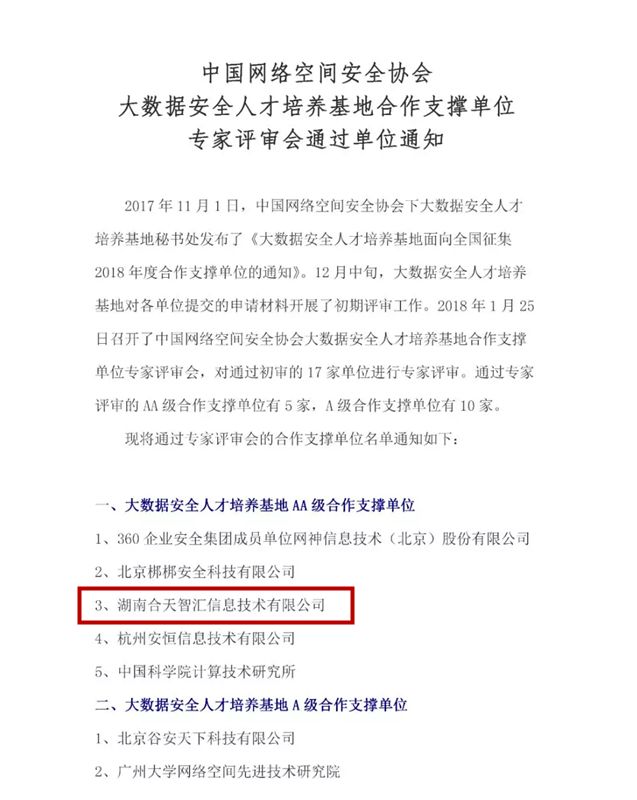 中国网络空间安全协会
大数据安全人才培养基地合作支撑单位
专家评审会通过单位通知
2017 年 11 月 1 日，中国网络空间安全协会下大数据安全人才
培养基地秘书处发布了《大数据安全人才培养基地面向全国征集
2018 年度合作支撑单位的通知》。12 月中旬，大数据安全人才培养
基地对各单位提交的申请材料开展了初期评审工作。2018 年 1 月 25
日召开了中国网络空间安全协会大数据安全人才培养基地合作支撑
单位专家评审会，对通过初审的 17 家单位进行专家评审。通过专家
评审的 AA 级合作支撑单位有 5 家，A 级合作支撑单位有 10 家。
现将通过专家评审会的合作支撑单位名单通知如下：
一、大数据安全人才培养基地 AA 级合作支撑单位
1、360 企业安全集团成员单位网神信息技术（北京）股份有限公司
2、北京梆梆安全科技有限公司
3、湖南合天智汇信息技术有限公司
4、杭州安恒信息技术有限公司
5、中国科学院计算技术研究所
二、大数据安全人才培养基地 A 级合作支撑单位
1、北京谷安天下科技有限公司
2、广州大学网络空间先进技术研究院